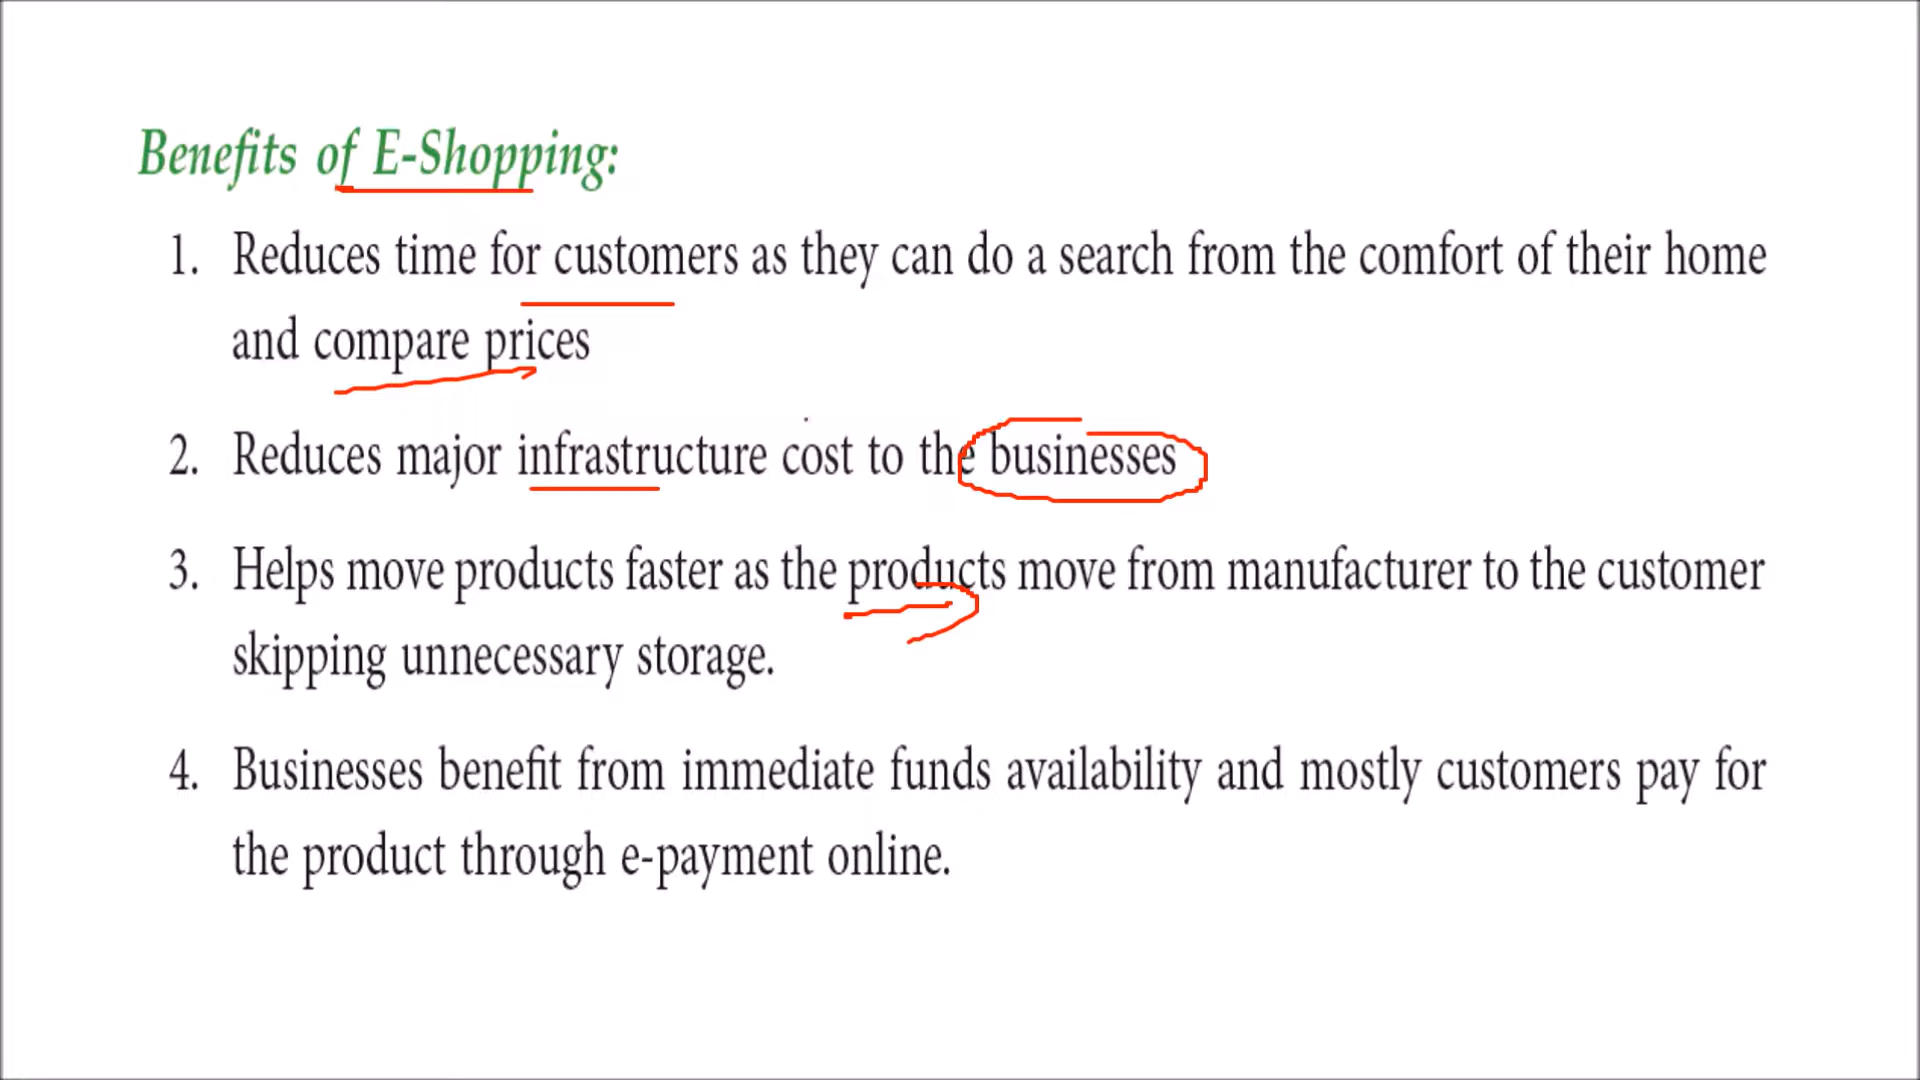 Benefits of E-Shopping:
1. Reduces time for customers as they can do a search from the comfort of their home
and compare prices
2. Reduces major infrastructure cost to the businesses
3. Helps move products faster as the products move from manufacturer to the customer
skipping unnecessary storage.
4. Businesses benefit from immediate funds availability and mostly customers pay for
the product through e-payment online.